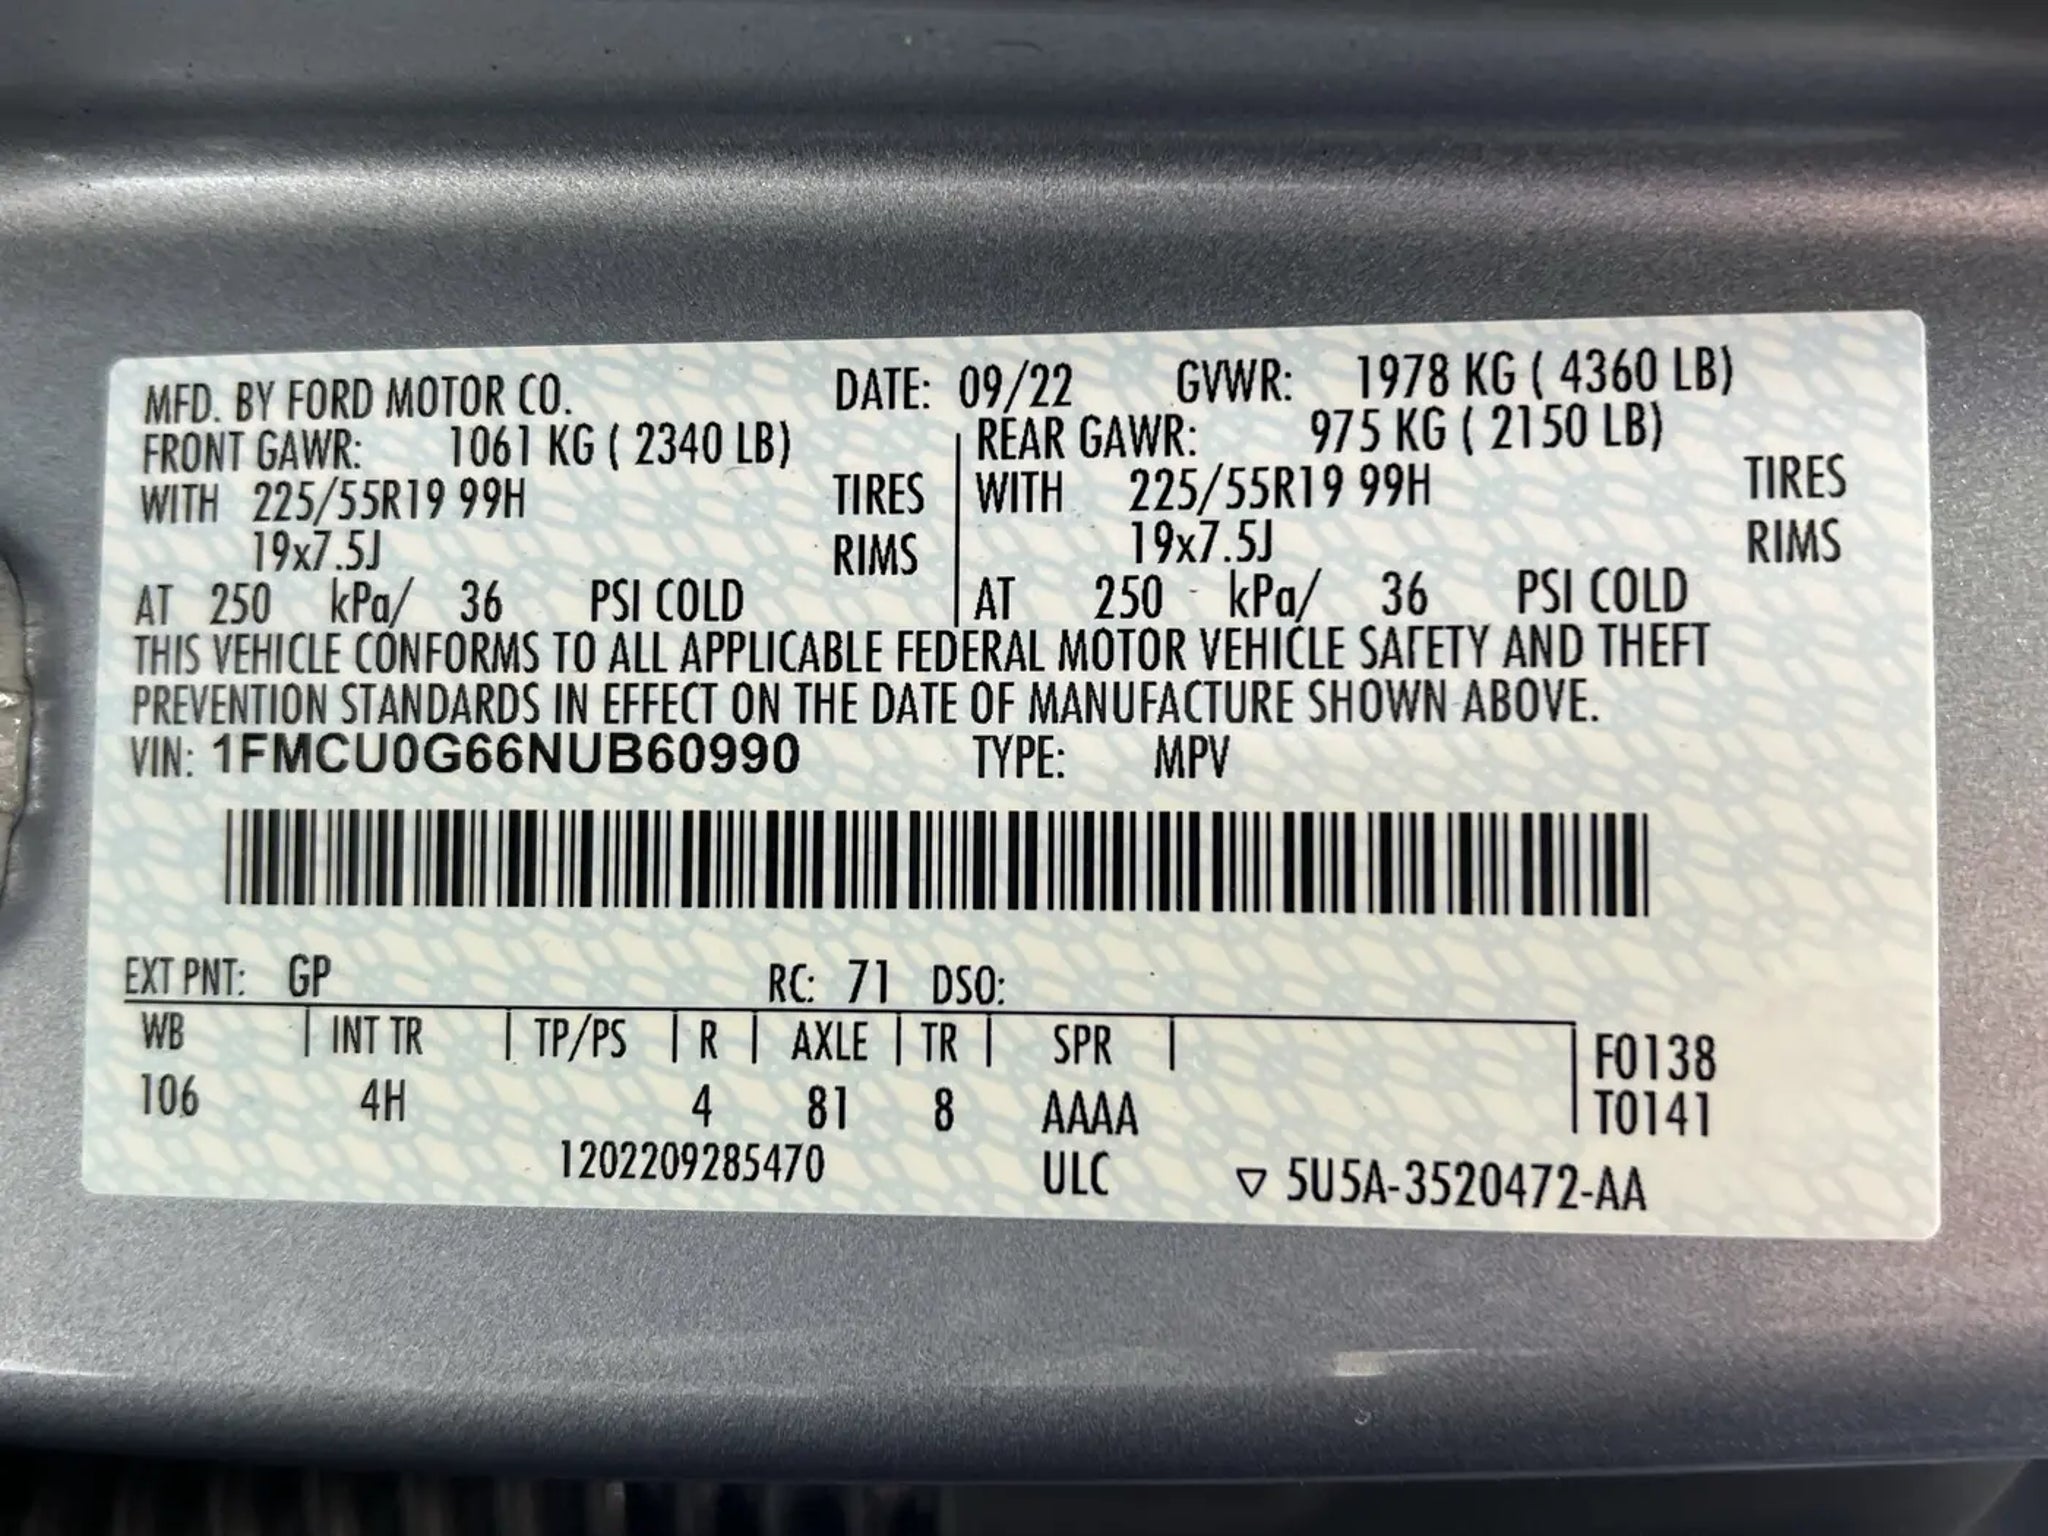 MFD. BY FORD MOTOR CO. DATE: 09/22 GVWR: 1978 KG ( 4360 LB)
FRONT GAWR: 1061 KG ( 2340 LB) REAR GAWR: 975 KG ( 2150 LB)
WITH 225/55R19 99H TIRES WITH 225/55R19 99H TIRES
19x7.5J RIMS 19x7.5J RIMS
AT 250 kPa/ 36 PSI COLD AT 250 kPa/ 36 PSI COLD
THIS VEHICLE CONFORMS TO ALL APPLICABLE FEDERAL MOTOR VEHICLE SAFETY AND THEFT
PREVENTION STANDARDS IN EFFECT ON THE DATE OF MANUFACTURE SHOWN ABOVE.
VIN: 1FMCU0G66NUB60990 TYPE: MPV
EXT PNT: GP RC: 71 DSO:
WB INT TR TP/PS R AXLE TR SPR F0138
106 4H 4 81 8 AAAA T0141
1202209285470 ULC ▽ 5U5A-3520472-AA